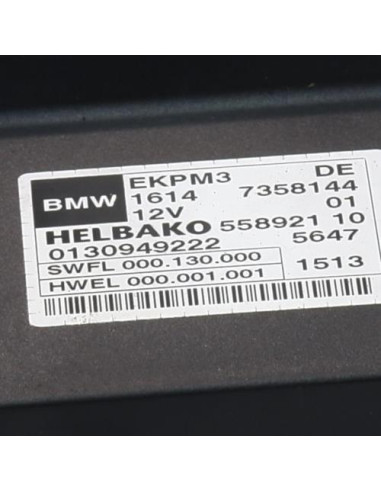 BMW EKPM3 DE
1614 7358144
12V 01
HELBAKO 558921 10
0130949222 5647
SWFL 000.130.000
HWEL 000.001.001 1513